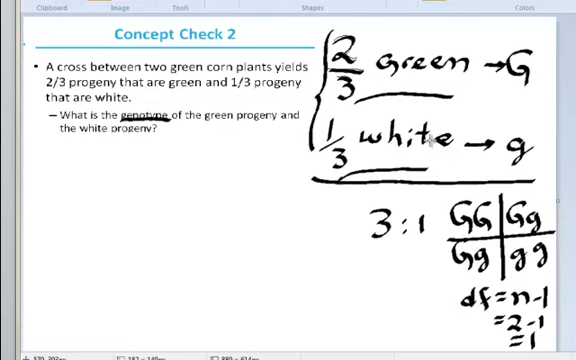 Clipboard
Image
Tools
Shapes
Colors
Concept Check 2
• A cross between two green corn plants yields
2/3 progeny that are green and 1/3 progeny
that are white.
– What is the genotype of the green progeny and
the white progeny?
2/3 green → G
1/3 white → g
3:1
GG Gg
Gg gg
df = n-1
= 2-1
= 1